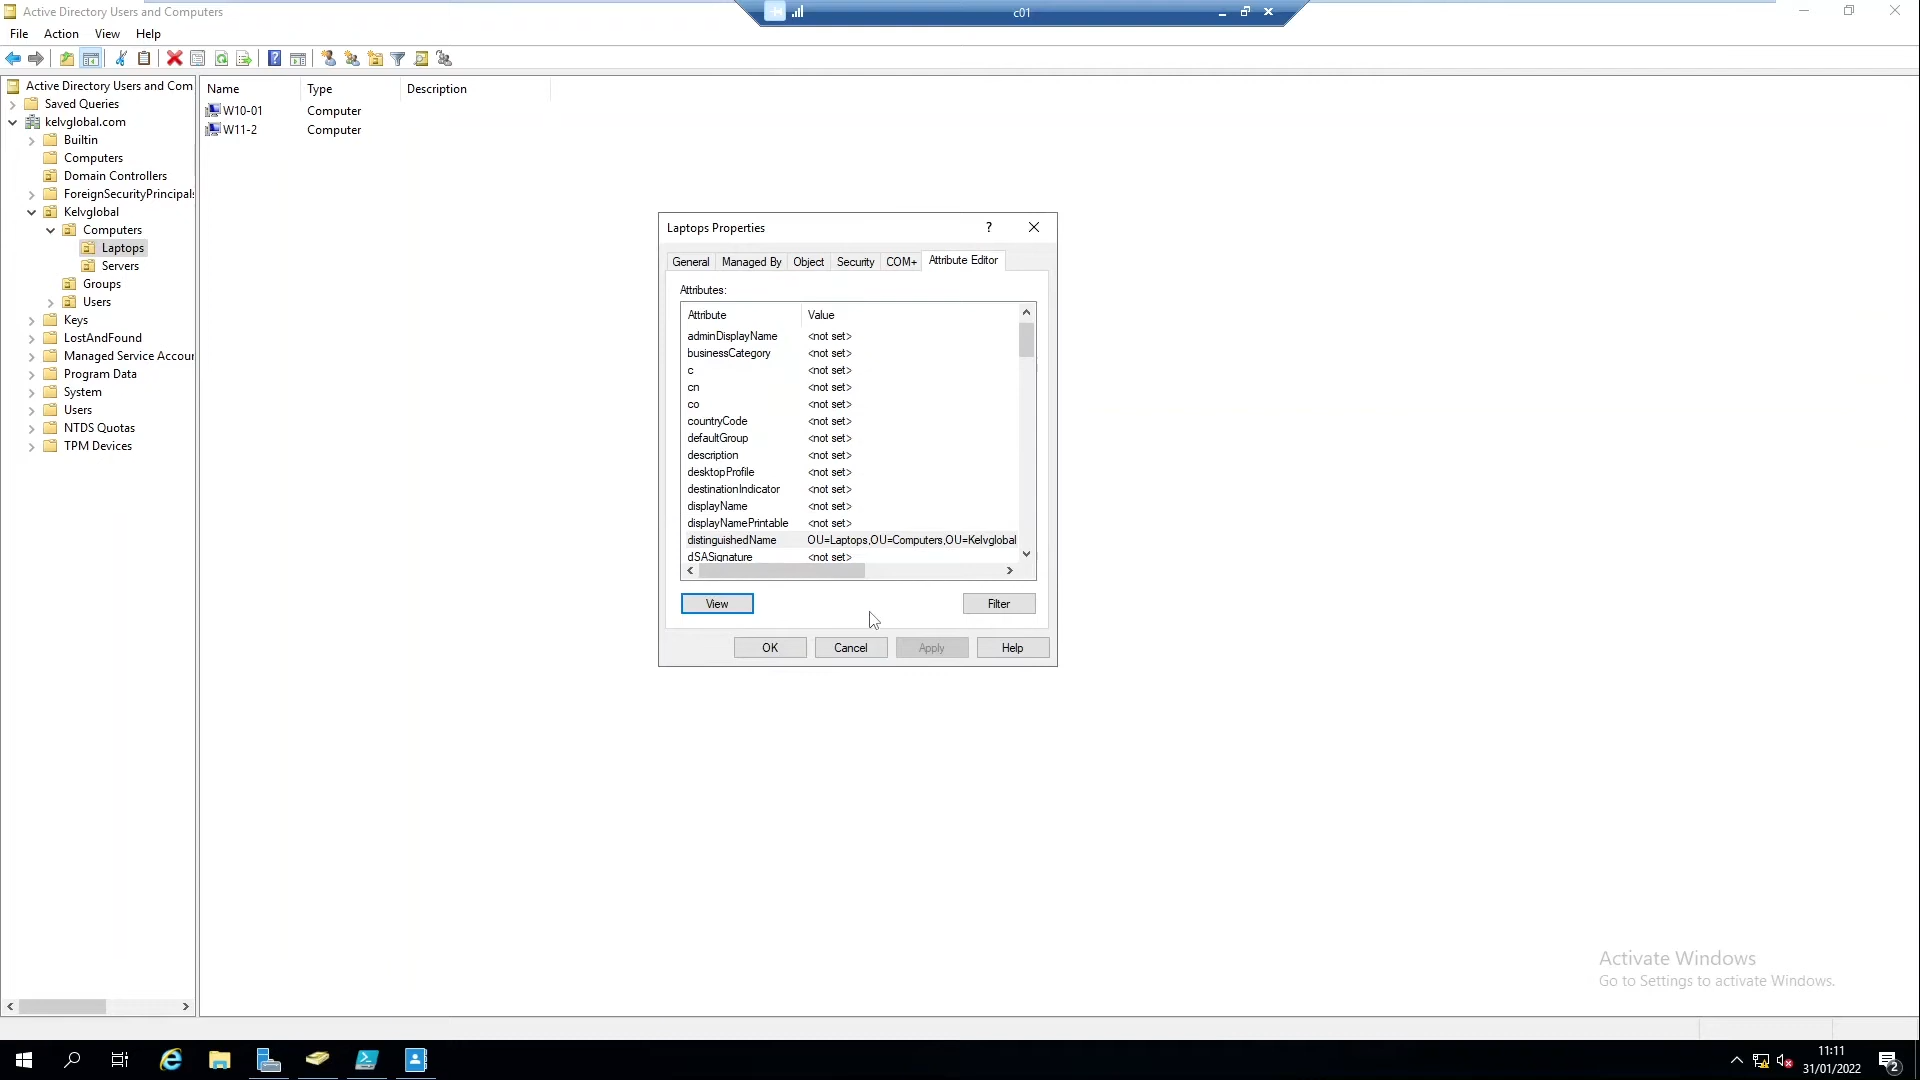 Active Directory Users and Computers
c01
File Action View Help
Active Directory Users and Com
Saved Queries
kelvglobal.com
Builtin
Computers
Domain Controllers
ForeignSecurityPrincipals
Kelvglobal
Computers
Laptops
Servers
Groups
Users
Keys
LostAndFound
Managed Service Accour
Program Data
System
Users
NTDS Quotas
TPM Devices
Name Type Description
W10-01 Computer
W11-2 Computer
Laptops Properties
General Managed By Object Security COM+ Attribute Editor
Attributes:
Attribute Value
adminDisplayName <not set>
businessCategory <not set>
c <not set>
cn <not set>
co <not set>
countryCode <not set>
defaultGroup <not set>
description <not set>
desktopProfile <not set>
destinationIndicator <not set>
displayName <not set>
displayNamePrintable <not set>
distinguishedName OU=Laptops,OU=Computers,OU=Kelvglobal
dSASignature <not set>
View Filter
OK Cancel Apply Help
Activate Windows
Go to Settings to activate Windows.
11:11
31/01/2022
2